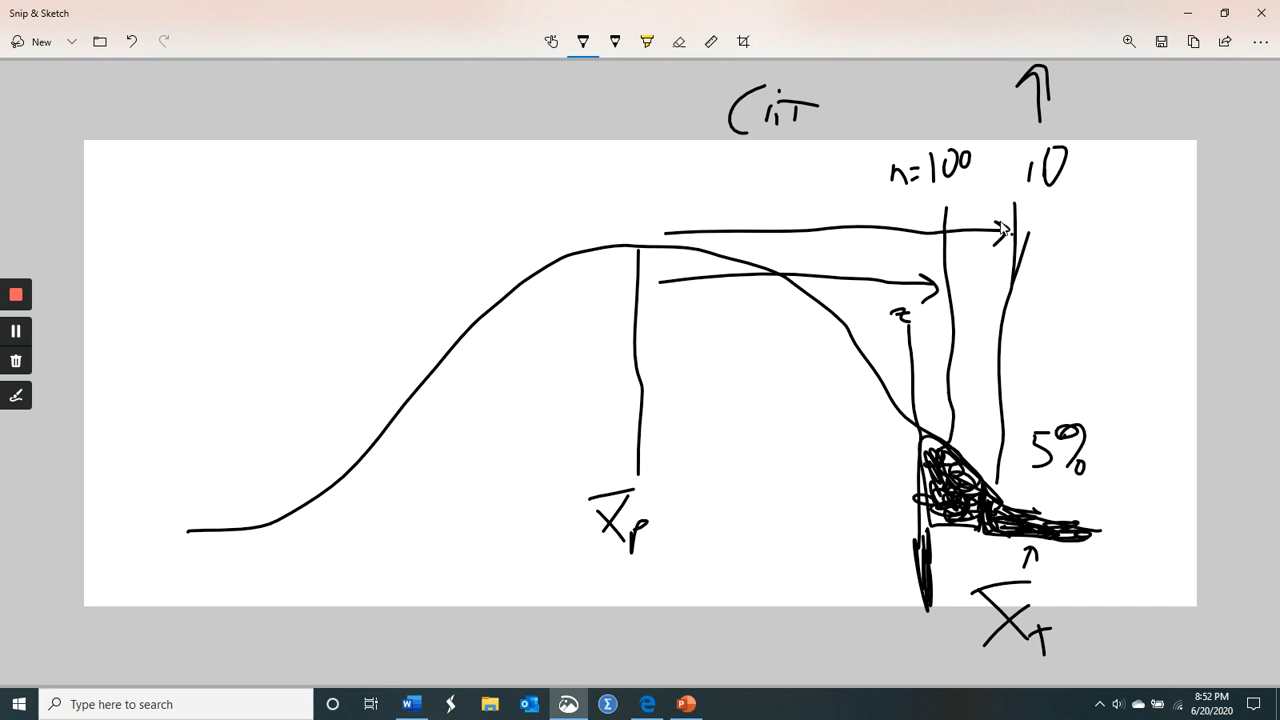 Snip & Sketch
New
Crit
n=100
10
z
5%
X̄p
X̄T
Type here to search
8:52 PM
6/20/2020